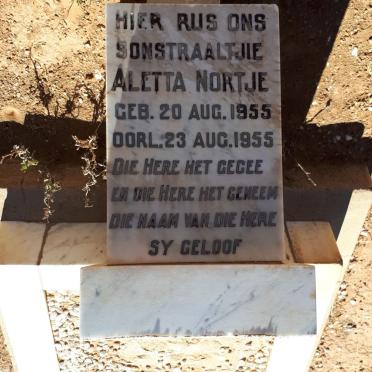 HIER RUS ONS
SONSTRAALTJIE
ALETTA NORTJE
GEB. 20 AUG. 1955
OORL. 23 AUG. 1955
DIE HERE HET GEGEE
EN DIE HERE HET GENEEM
DIE NAAM VAN DIE HERE
SY GELOOF